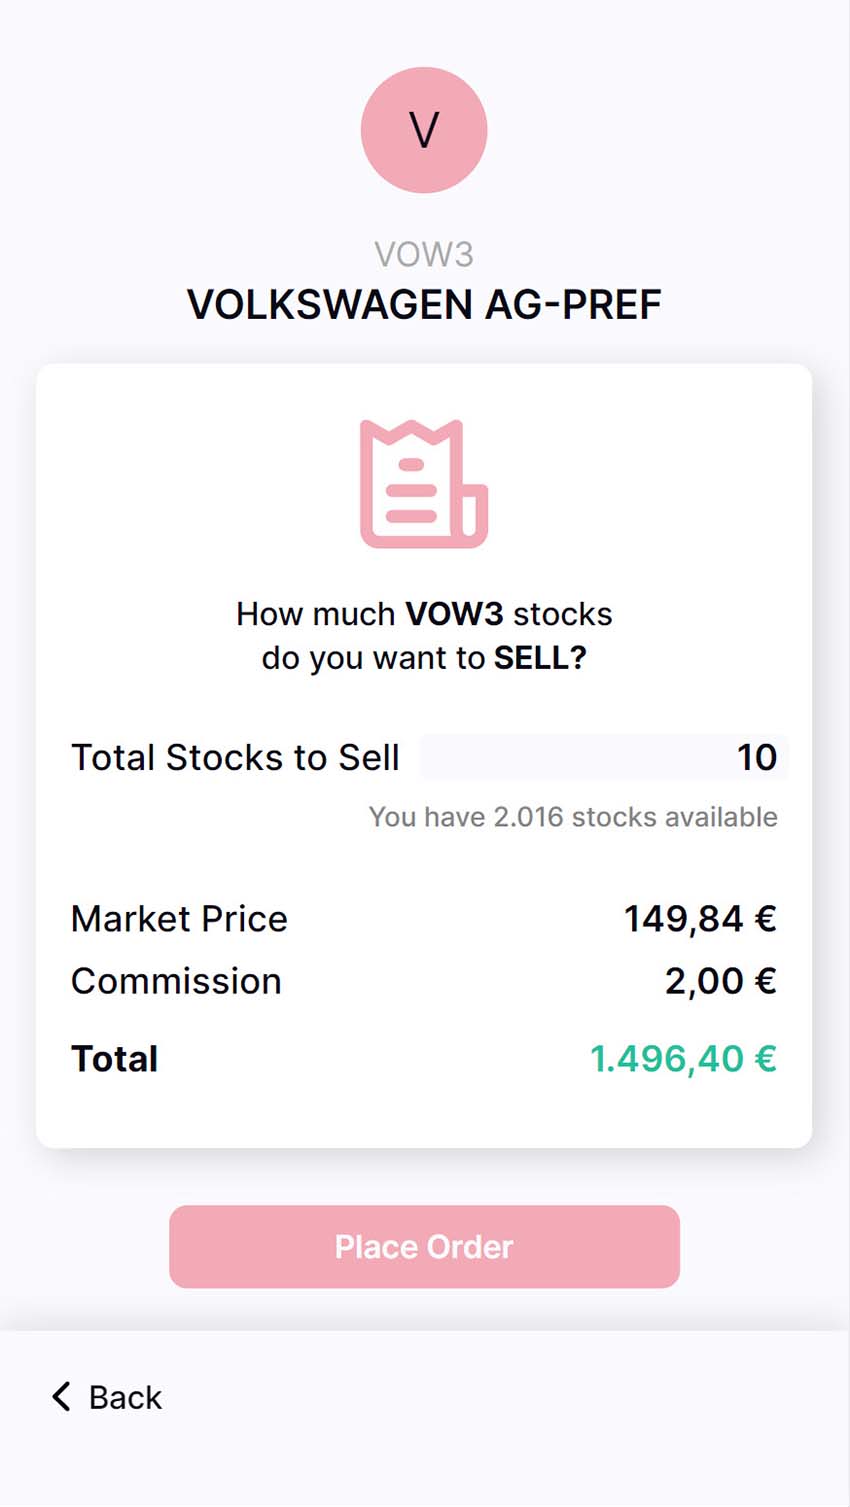 V
VOW3
VOLKSWAGEN AG-PREF
How much VOW3 stocks
do you want to SELL?
Total Stocks to Sell 10
You have 2.016 stocks available
Market Price 149,84 €
Commission 2,00 €
Total 1.496,40 €
Place Order
Back